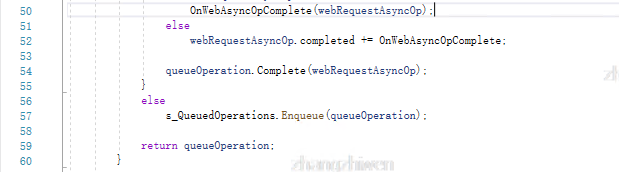 50 OnWebAsyncOpComplete(webRequestAsyncOp);
51 else
52 webRequestAsyncOp.completed += OnWebAsyncOpComplete;
53
54 queueOperation.Complete(webRequestAsyncOp);
55 }
56 else
57 s_QueuedOperations.Enqueue(queueOperation);
58
59 return queueOperation;
60 }